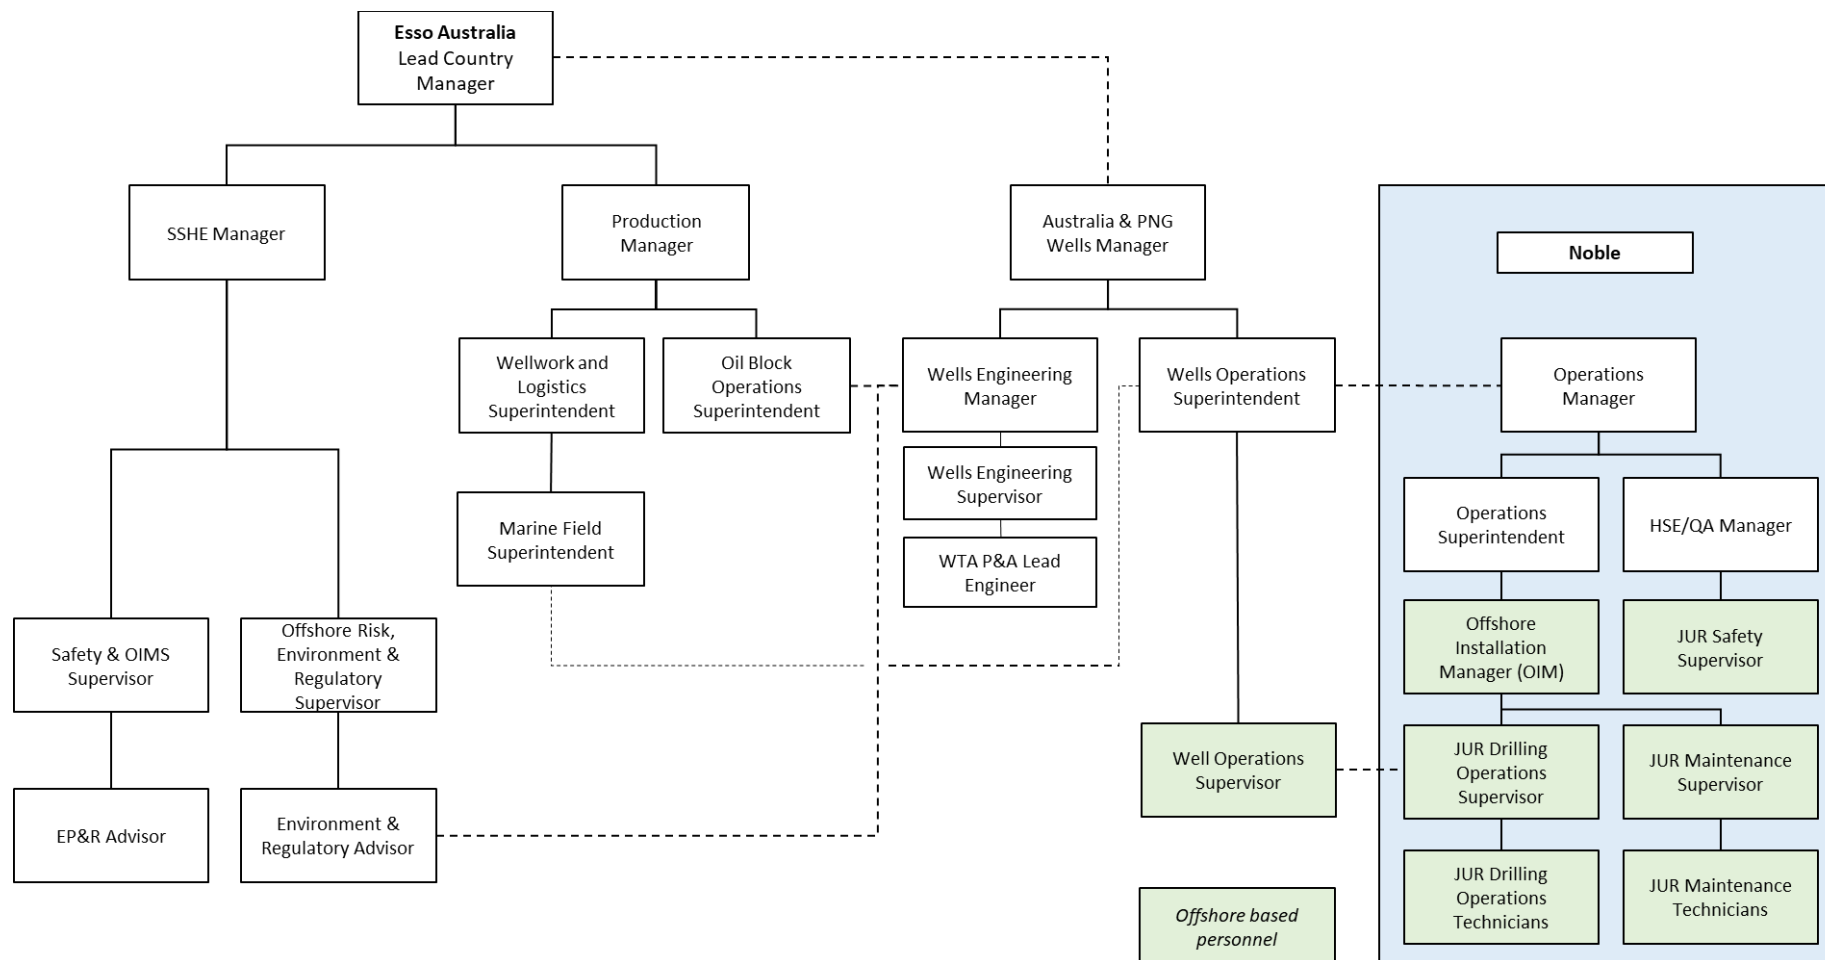 Esso Australia
Lead Country
Manager
SSHE Manager
Production
Manager
Australia & PNG
Wells Manager
Noble
Wellwork and
Logistics
Superintendent
Oil Block
Operations
Superintendent
Wells Engineering
Manager
Wells Operations
Superintendent
Operations
Manager
Wells Engineering
Supervisor
Marine Field
Superintendent
Operations
Superintendent
HSE/QA Manager
WTA P&A Lead
Engineer
Safety & OIMS
Supervisor
Offshore Risk,
Environment &
Regulatory
Supervisor
Offshore
Installation
Manager (OIM)
JUR Safety
Supervisor
Well Operations
Supervisor
JUR Drilling
Operations
Supervisor
JUR Maintenance
Supervisor
EP&R Advisor
Environment &
Regulatory Advisor
JUR Drilling
Operations
Technicians
JUR Maintenance
Technicians
Offshore based
personnel